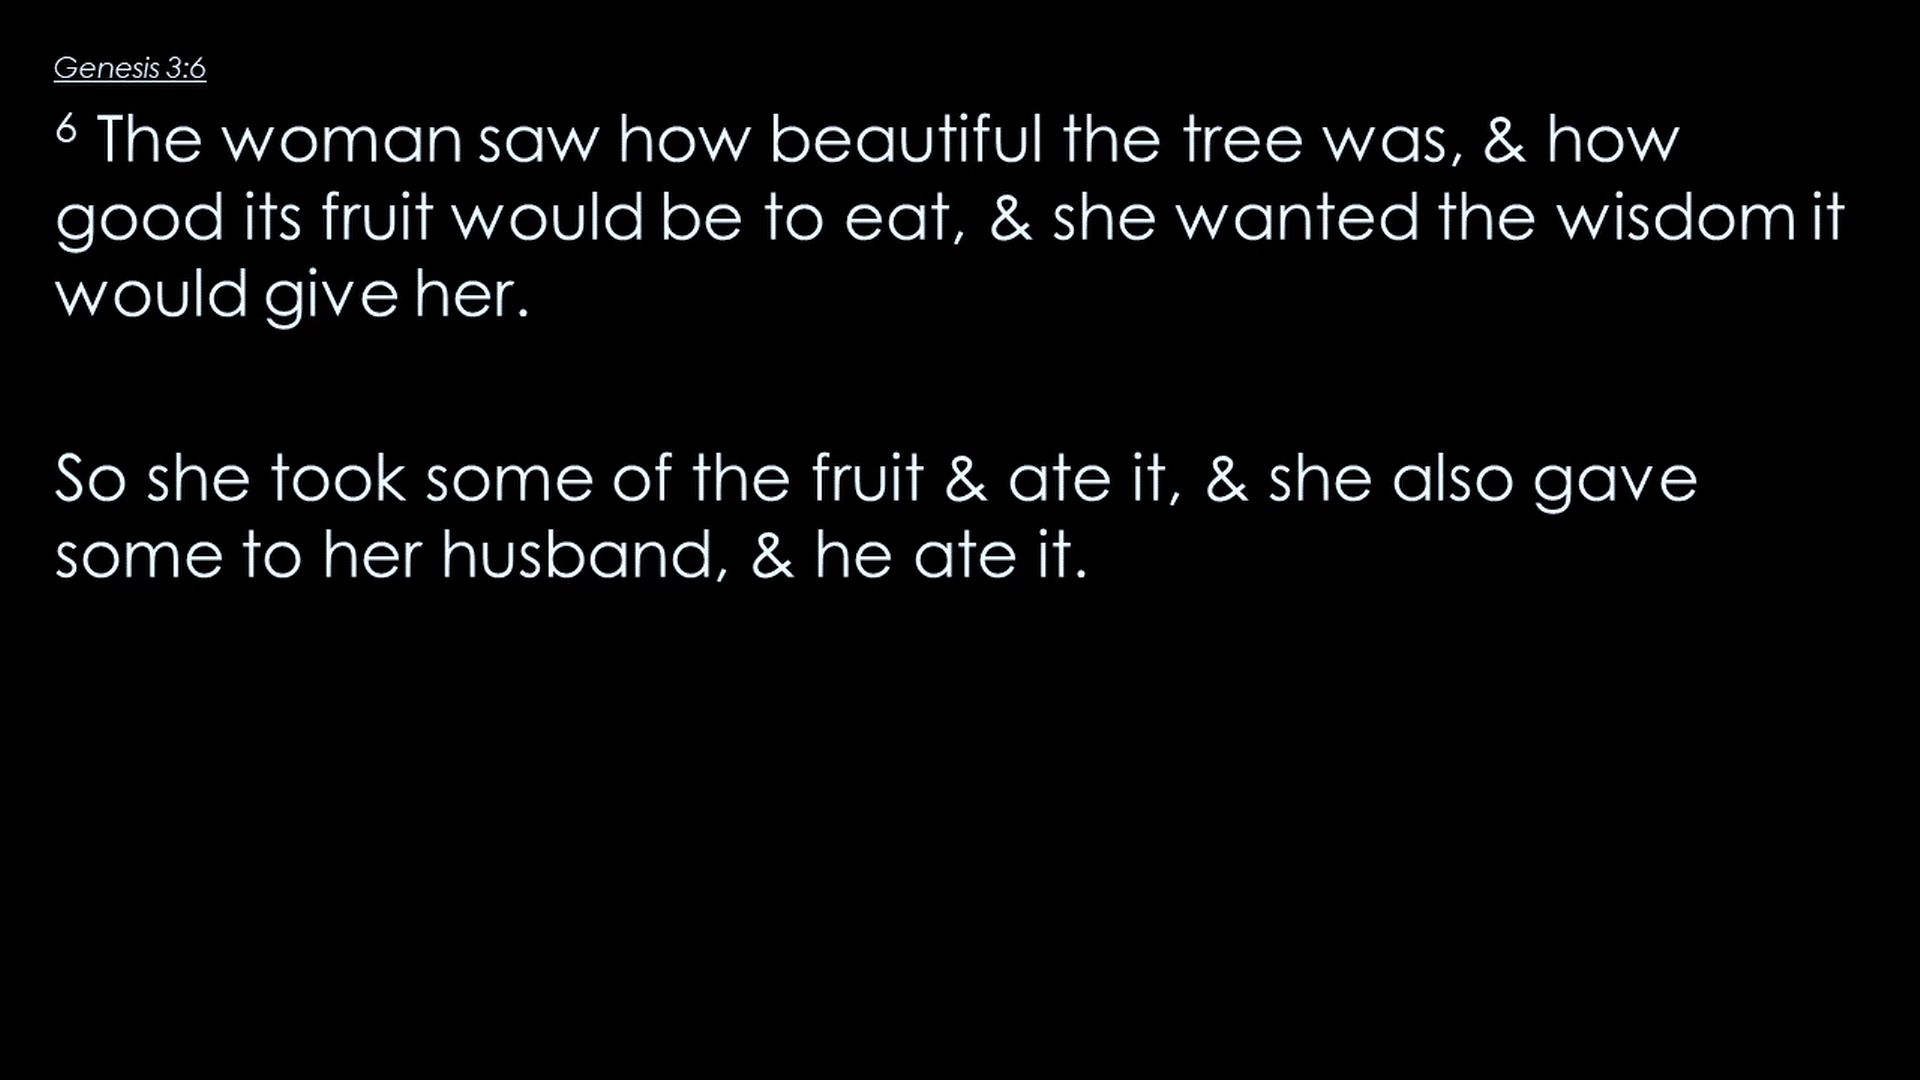 Genesis 3:6
6 The woman saw how beautiful the tree was, & how
good its fruit would be to eat, & she wanted the wisdom it
would give her.
So she took some of the fruit & ate it, & she also gave
some to her husband, & he ate it.